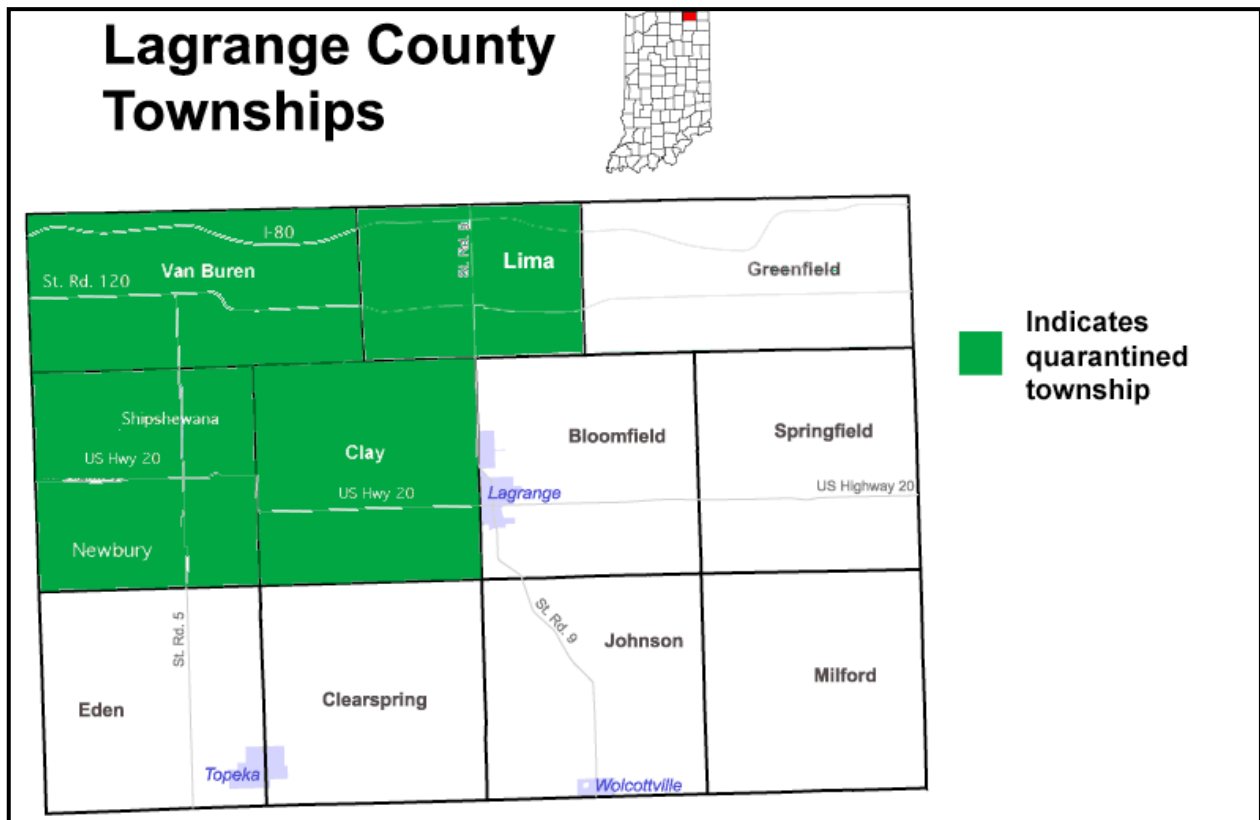 Lagrange County
Townships
I-80
St. Rd. 9
Lima
Van Buren
Greenfield
St. Rd. 120
Indicates
quarantined
township
Shipshewana
Bloomfield
Springfield
Clay
US Hwy 20
US Hwy 20
Lagrange
US Highway 20
Newbury
St. Rd. 5
St. Rd. 9
Johnson
Milford
Clearspring
Eden
Topeka
Wolcottville